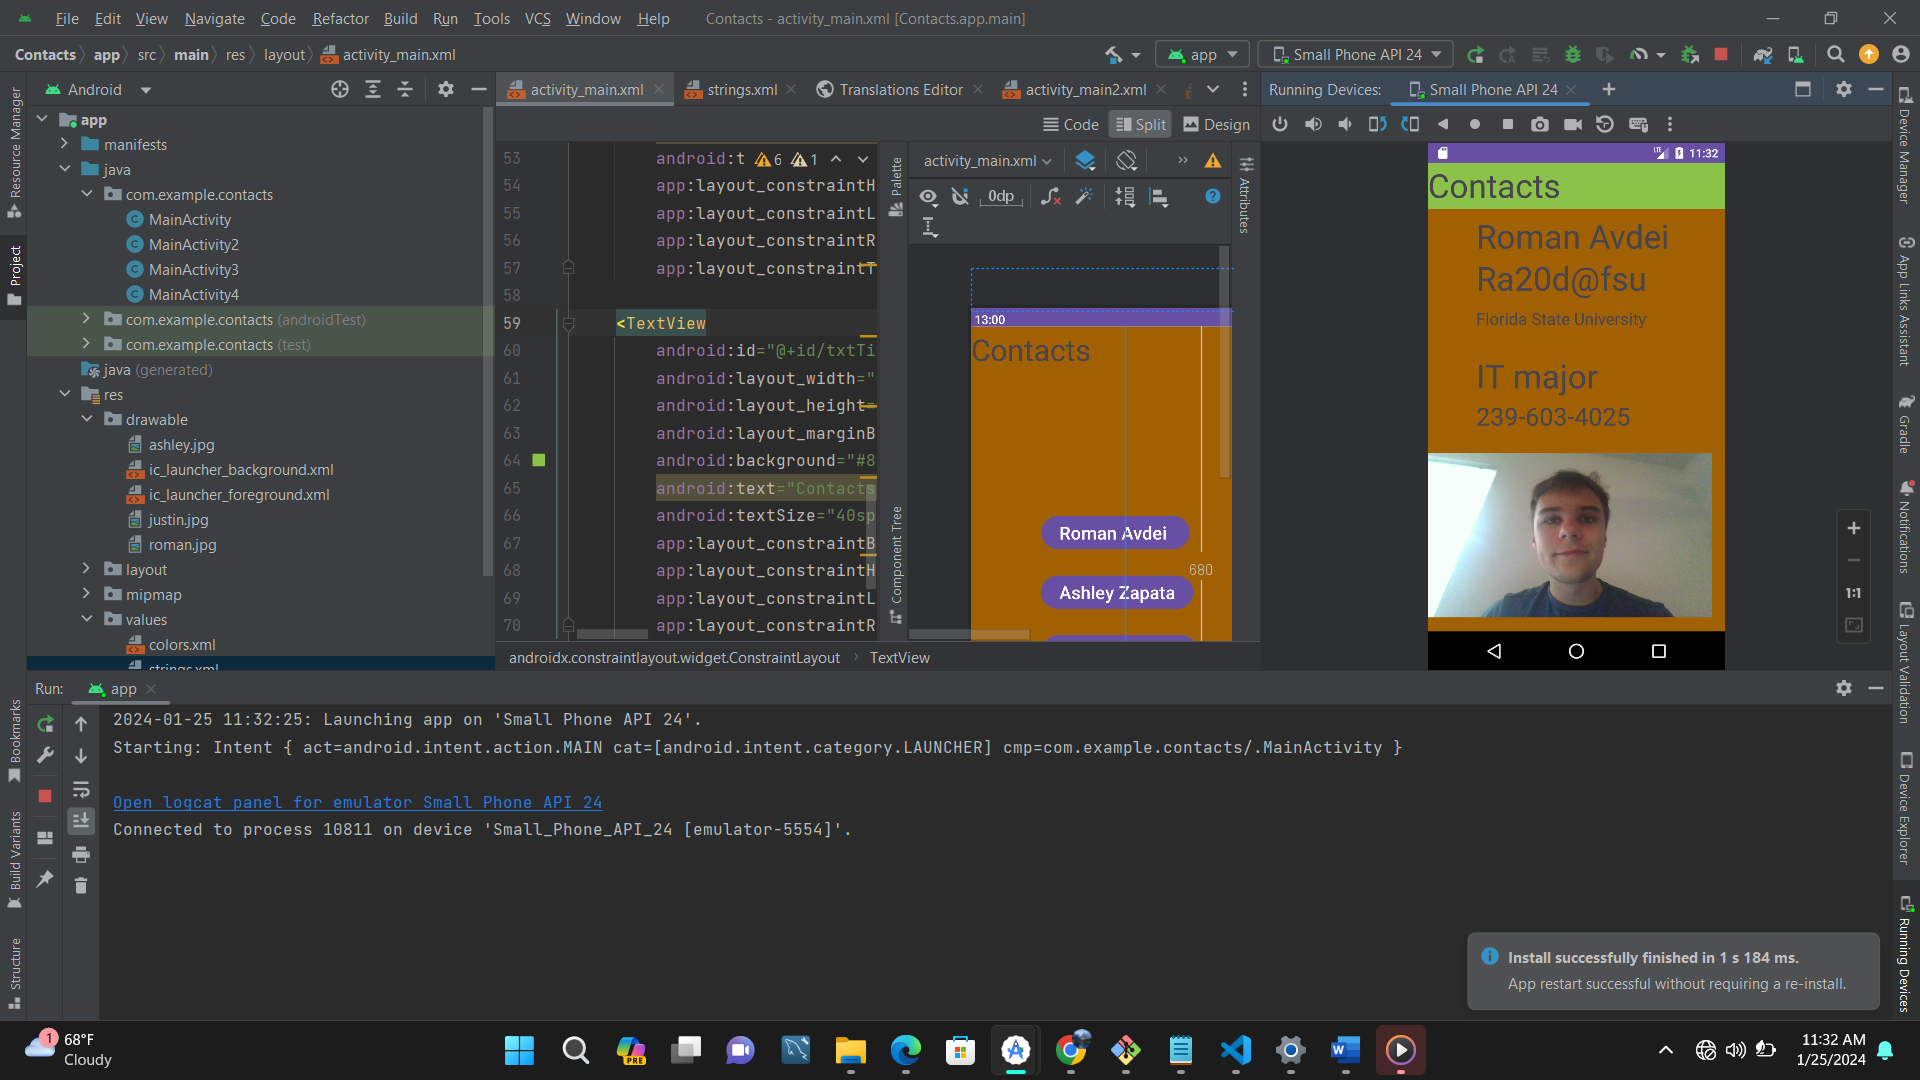 File Edit View Navigate Code Refactor Build Run Tools VCS Window Help Contacts - activity_main.xml [Contacts.app.main]
Contacts app src main res layout activity_main.xml
app
Small Phone API 24
Android
activity_main.xml
strings.xml
Translations Editor
activity_main2.xml
Running Devices:
Small Phone API 24
Code
Split
Design
Resource Manager
Project
Bookmarks
Build Variants
Structure
app
manifests
java
com.example.contacts
MainActivity
MainActivity2
MainActivity3
MainActivity4
com.example.contacts (androidTest)
com.example.contacts (test)
java (generated)
res
drawable
ashley.jpg
ic_launcher_background.xml
ic_launcher_foreground.xml
justin.jpg
roman.jpg
layout
mipmap
values
colors.xml
strings.xml
53 android:t 6 1
54 app:layout_constraintH
55 app:layout_constraintL
56 app:layout_constraintR
57 app:layout_constraintT
58
59 <TextView
60 android:id="@+id/txtTi
61 android:layout_width="
62 android:layout_height=
63 android:layout_marginB
64 android:background="#8
65 android:text="Contacts
66 android:textSize="40sp
67 app:layout_constraintB
68 app:layout_constraintH
69 app:layout_constraintL
70 app:layout_constraintR
androidx.constraintlayout.widget.ConstraintLayout TextView
Palette
Component Tree
activity_main.xml
0dp
Attributes
13:00
Contacts
Roman Avdei
Ashley Zapata
680
LTE 11:32
Contacts
Roman Avdei
Ra20d@fsu
Florida State University
IT major
239-603-4025
1:1
Device Manager
App Links Assistant
Gradle
Notifications
Layout Validation
Device Explorer
Running Devices
Run: app
2024-01-25 11:32:25: Launching app on 'Small Phone API 24'.
Starting: Intent { act=android.intent.action.MAIN cat=[android.intent.category.LAUNCHER] cmp=com.example.contacts/.MainActivity }
Open logcat panel for emulator Small Phone API 24
Connected to process 10811 on device 'Small_Phone_API_24 [emulator-5554]'.
Install successfully finished in 1 s 184 ms.
App restart successful without requiring a re-install.
1
68°F
Cloudy
PRE
11:32 AM
1/25/2024